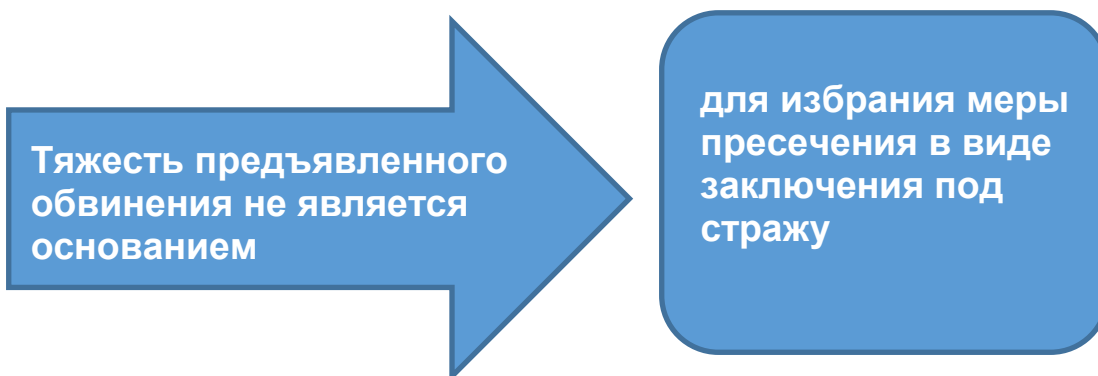 Тяжесть предъявленного
обвинения не является
основанием
для избрания меры
пресечения в виде
заключения под
стражу